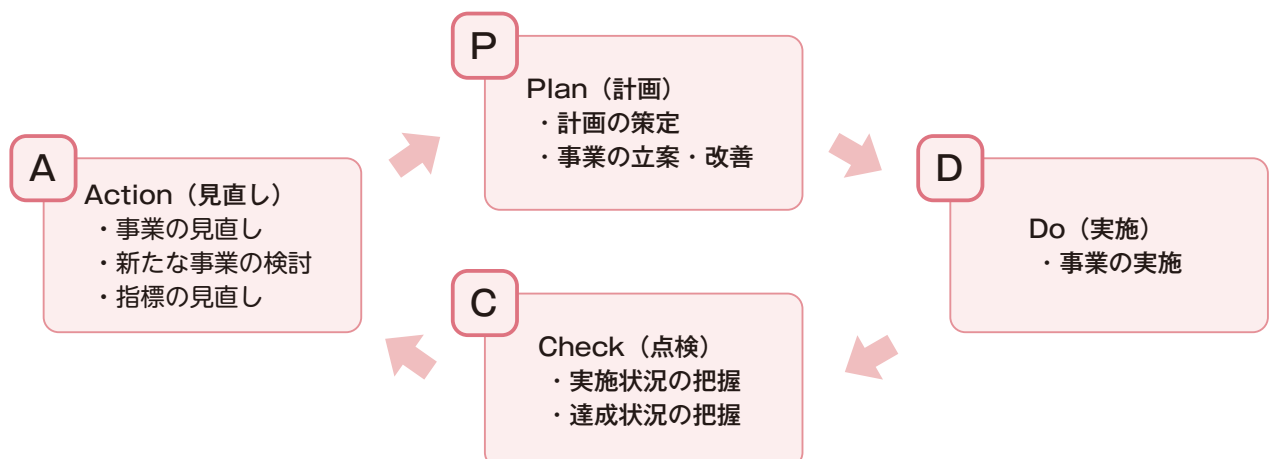 P
Plan（計画）
・計画の策定
・事業の立案・改善
D
Do（実施）
・事業の実施
C
Check（点検）
・実施状況の把握
・達成状況の把握
A
Action（見直し）
・事業の見直し
・新たな事業の検討
・指標の見直し